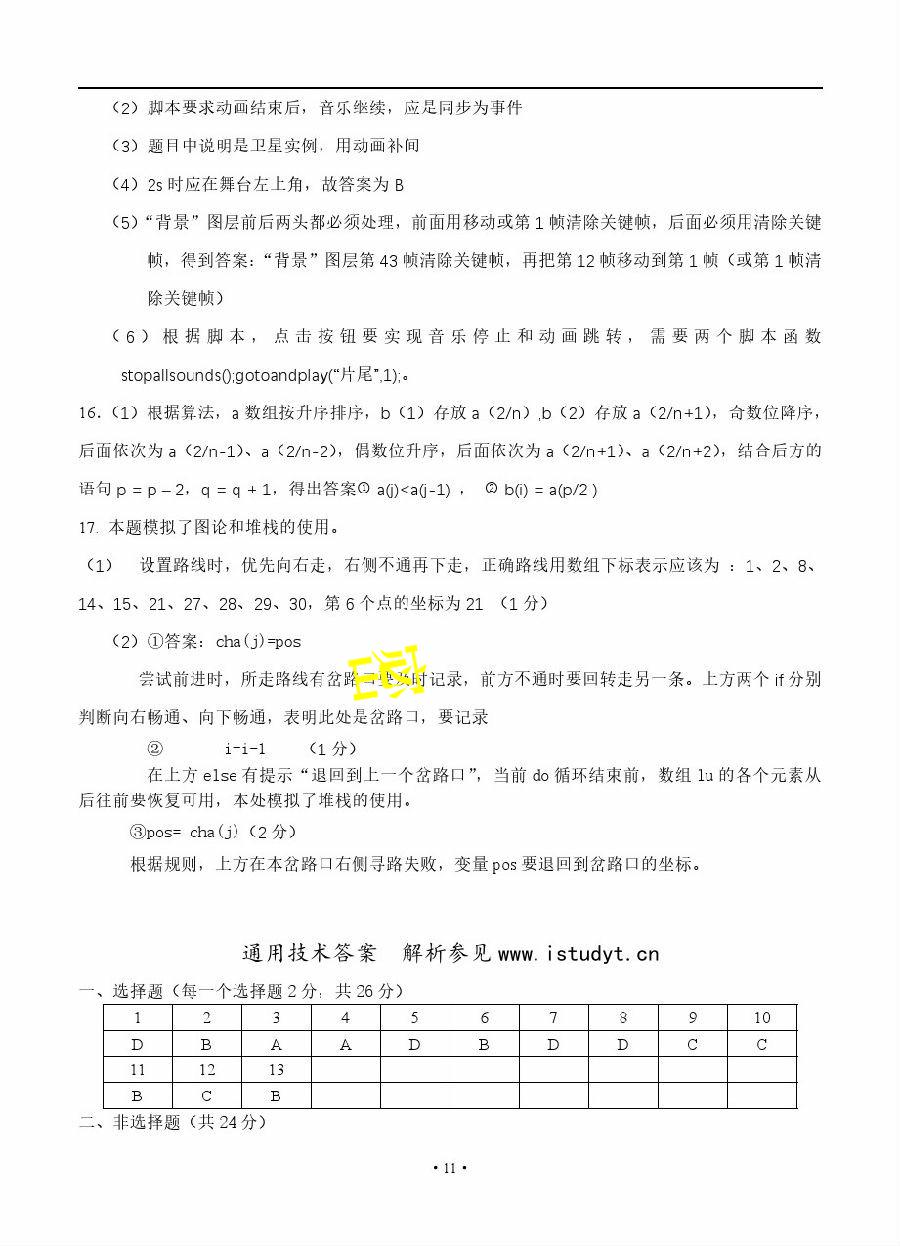 （2）脚本要求动画结束后，音乐继续，应是同步为事件
（3）题目中说明是卫星实例，用动画补间
（4）2s 时应在舞台左上角，故答案为 B
（5）“背景”图层前后两头都必须处理，前面用移动或第 1 帧清除关键帧，后面必须用清除关键
帧，得到答案：“背景”图层第 43 帧清除关键帧，再把第 12 帧移动到第 1 帧（或第 1 帧清
除关键帧）
（6）根据脚本，点击按钮要实现音乐停止和动画跳转，需要两个脚本函数
stopallsounds();gotoandplay(“片尾”,1);。
16.（1）根据算法，a 数组按升序排序，b（1）存放 a（2/n）,b（2）存放 a（2/n+1），奇数位降序，
后面依次为 a（2/n-1）、a（2/n-2），偶数位升序，后面依次为 a（2/n+1）、a（2/n+2），结合后方的
语句 p = p – 2，q = q + 1，得出答案① a(j)<a(j-1) ， ② b(i) = a(p/2 )
17. 本题模拟了图论和堆栈的使用。
（1） 设置路线时，优先向右走，右侧不通再下走，正确路线用数组下标表示应该为 ：1、2、8、
14、15、21、27、28、29、30，第 6 个点的坐标为 21 （1 分）
（2）①答案：cha(j)=pos
尝试前进时，所走路线有岔路口要及时记录，前方不通时要回转走另一条。上方两个 if 分别
判断向右畅通、向下畅通，表明此处是岔路口，要记录
② i-i-1 （1 分）
在上方 else 有提示“退回到上一个岔路口”，当前 do 循环结束前，数组 lu 的各个元素从
后往前要恢复可用，本处模拟了堆栈的使用。
③pos= cha(j)（2 分）
根据规则，上方在本岔路口右侧寻路失败，变量 pos 要退回到岔路口的坐标。
通用技术答案 解析参见 www.istudyt.cn
一、选择题（每一个选择题 2 分，共 26 分）
1 2 3 4 5 6 7 8 9 10
D B A A D B D D C C
11 12 13
B C B
二、非选择题（共 24 分）
· 11 ·